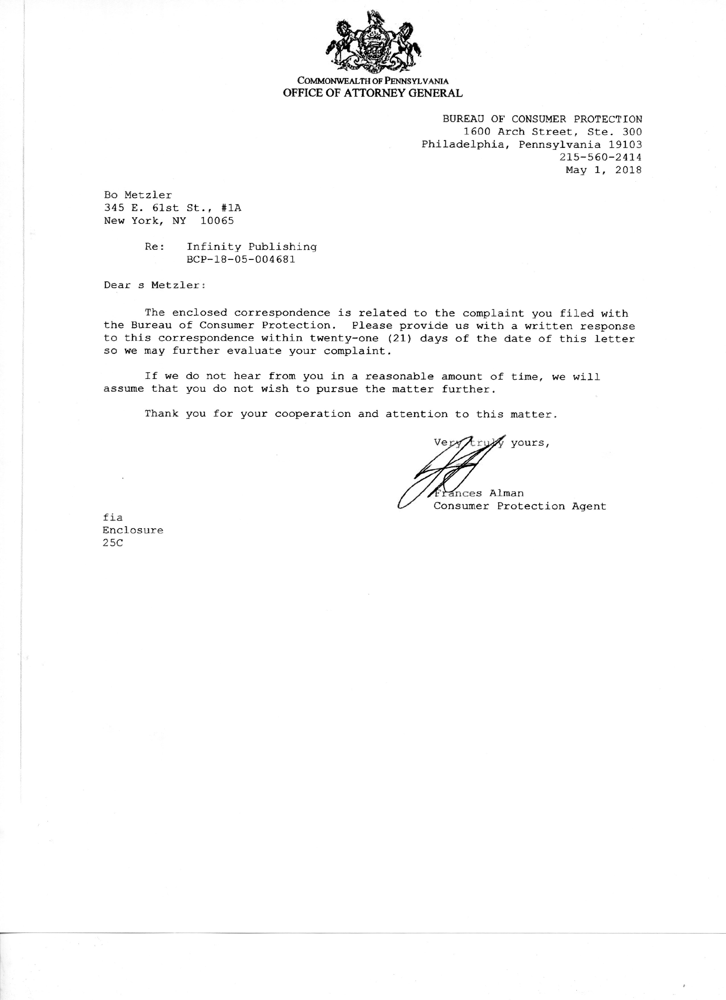 COMMONWEALTH OF PENNSYLVANIA
OFFICE OF ATTORNEY GENERAL
BUREAU OF CONSUMER PROTECTION
1600 Arch Street, Ste. 300
Philadelphia, Pennsylvania 19103
215-560-2414
May 1, 2018
Bo Metzler
345 E. 61st St., #1A
New York, NY 10065
Re: Infinity Publishing
BCP-18-05-004681
Dear s Metzler:
The enclosed correspondence is related to the complaint you filed with
the Bureau of Consumer Protection. Please provide us with a written response
to this correspondence within twenty-one (21) days of the date of this letter
so we may further evaluate your complaint.
If we do not hear from you in a reasonable amount of time, we will
assume that you do not wish to pursue the matter further.
Thank you for your cooperation and attention to this matter.
Very truly yours,
Frances Alman
Consumer Protection Agent
fia
Enclosure
25C